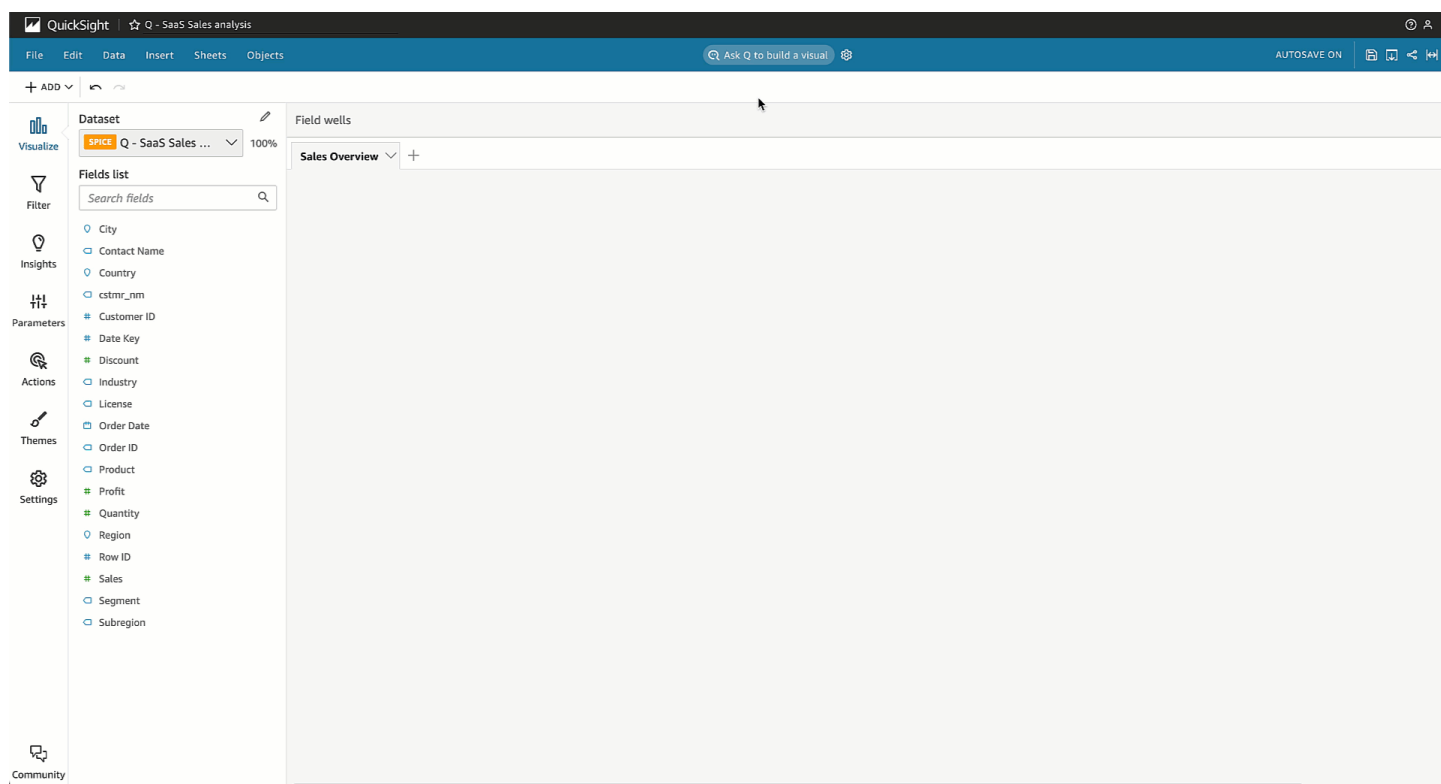 QuickSight Q - SaaS Sales analysis
File Edit Data Insert Sheets Objects Ask Q to build a visual AUTOSAVE ON
ADD
Visualize
Filter
Insights
Parameters
Actions
Themes
Settings
Community
Dataset
SPICE Q - SaaS Sales ... 100%
Fields list
Search fields
City
Contact Name
Country
cstmr_nm
Customer ID
Date Key
Discount
Industry
License
Order Date
Order ID
Product
Profit
Quantity
Region
Row ID
Sales
Segment
Subregion
Field wells
Sales Overview